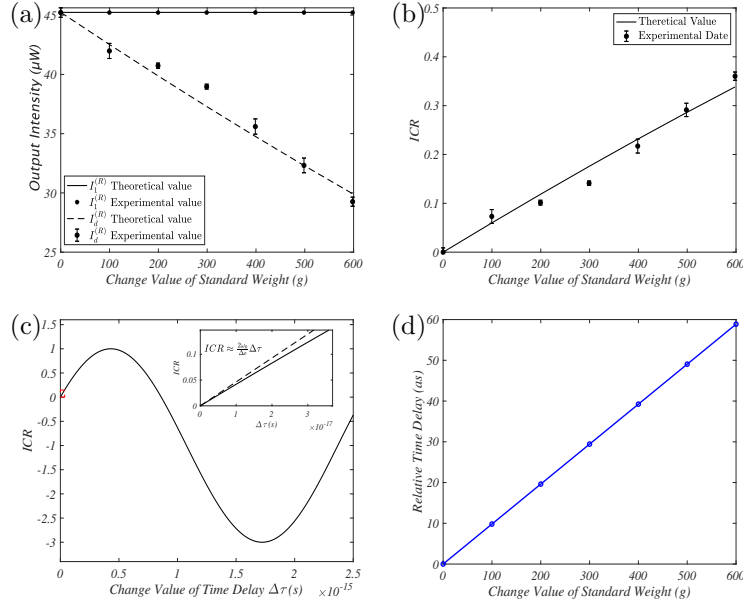 (a)
45
40
35
30
25
Output Intensity (μW)
I_1^{(R)} Theoretical value
I_1^{(R)} Experimental value
I_d^{(R)} Theoretical value
I_d^{(R)} Experimental value
0 100 200 300 400 500 600
Change Value of Standard Weight (g)
(b)
0.5
0.4
0.3
0.2
0.1
0
ICR
Theretical Value
Experimental Date
0 100 200 300 400 500 600
Change Value of Standard Weight (g)
(c)
1.5
1
0.5
0
-0.5
-1
-1.5
-2
-2.5
-3
ICR
0.1
0.05
0
ICR
0 1 2 3
Δτ(s) ×10^{-17}
0 0.5 1 1.5 2 2.5
Change Value of Time Delay Δτ(s) ×10^{-15}
(d)
60
50
40
30
20
10
0
Relative Time Delay (as)
0 100 200 300 400 500 600
Change Value of Standard Weight (g)